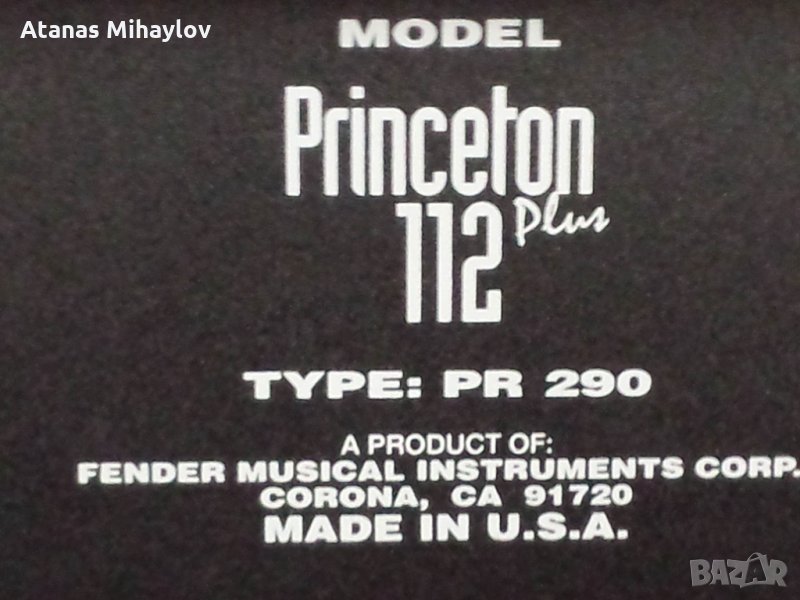 Atanas Mihaylov
MODEL
Princeton
112 Plus
TYPE: PR 290
A PRODUCT OF:
FENDER MUSICAL INSTRUMENTS CORP.
CORONA, CA 91720
MADE IN U.S.A.
BAZAR